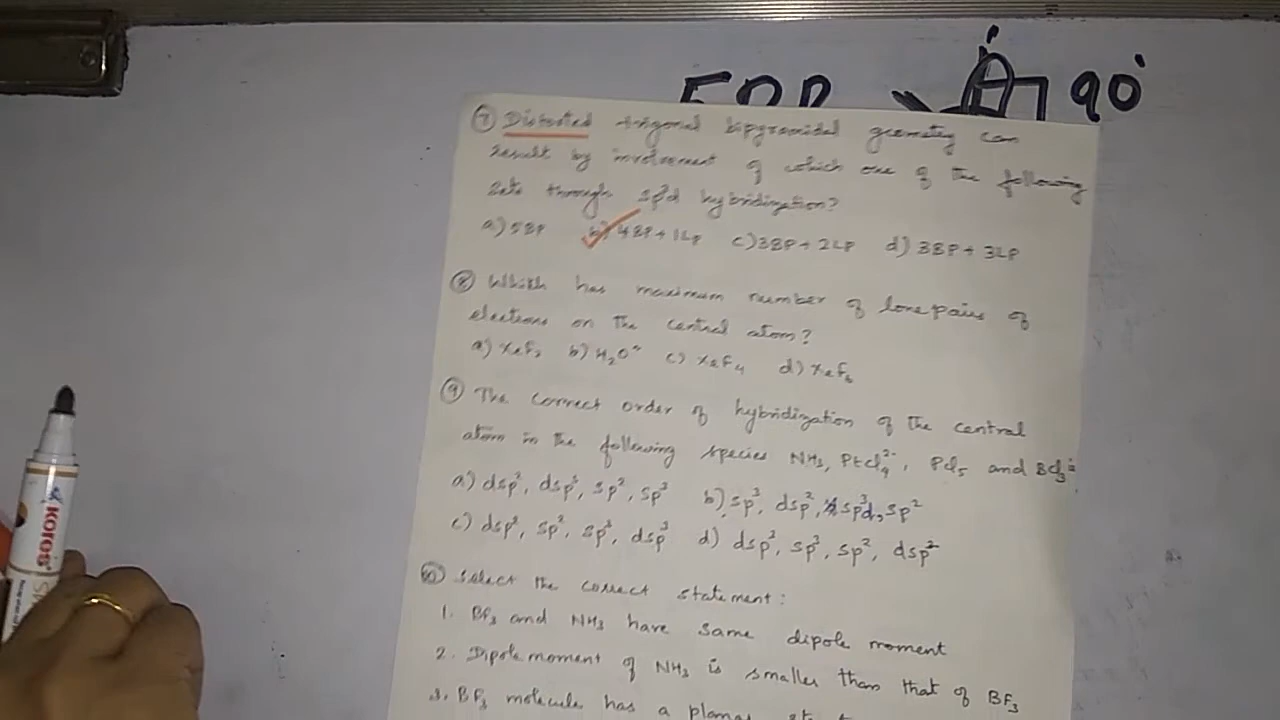 90°
⑦ Distorted trigonal bipyramidal geometry can
result by involvement of which one of the following
sets through sp³d hybridization?
a) 5BP b) 4BP + 1LP c) 3BP + 2LP d) 3BP + 3LP
⑧ Which has maximum number of lone pairs of
electrons on the central atom?
a) XeF₂ b) H₂O c) XeF₄ d) XeF₆
⑨ The correct order of hybridization of the central
atom in the following species NH₃, PtCl₄²⁻, PCl₅ and BCl₃ is
a) dsp², dsp³, sp², sp³ b) sp³, dsp², sp³d, sp²
c) dsp², sp², sp³, dsp³ d) dsp², sp³, sp², dsp²
⑩ Select the correct statement:
1. BF₃ and NH₃ have same dipole moment
2. Dipole moment of NH₃ is smaller than that of BF₃
3. BF₃ molecule has a planar
KOLOS